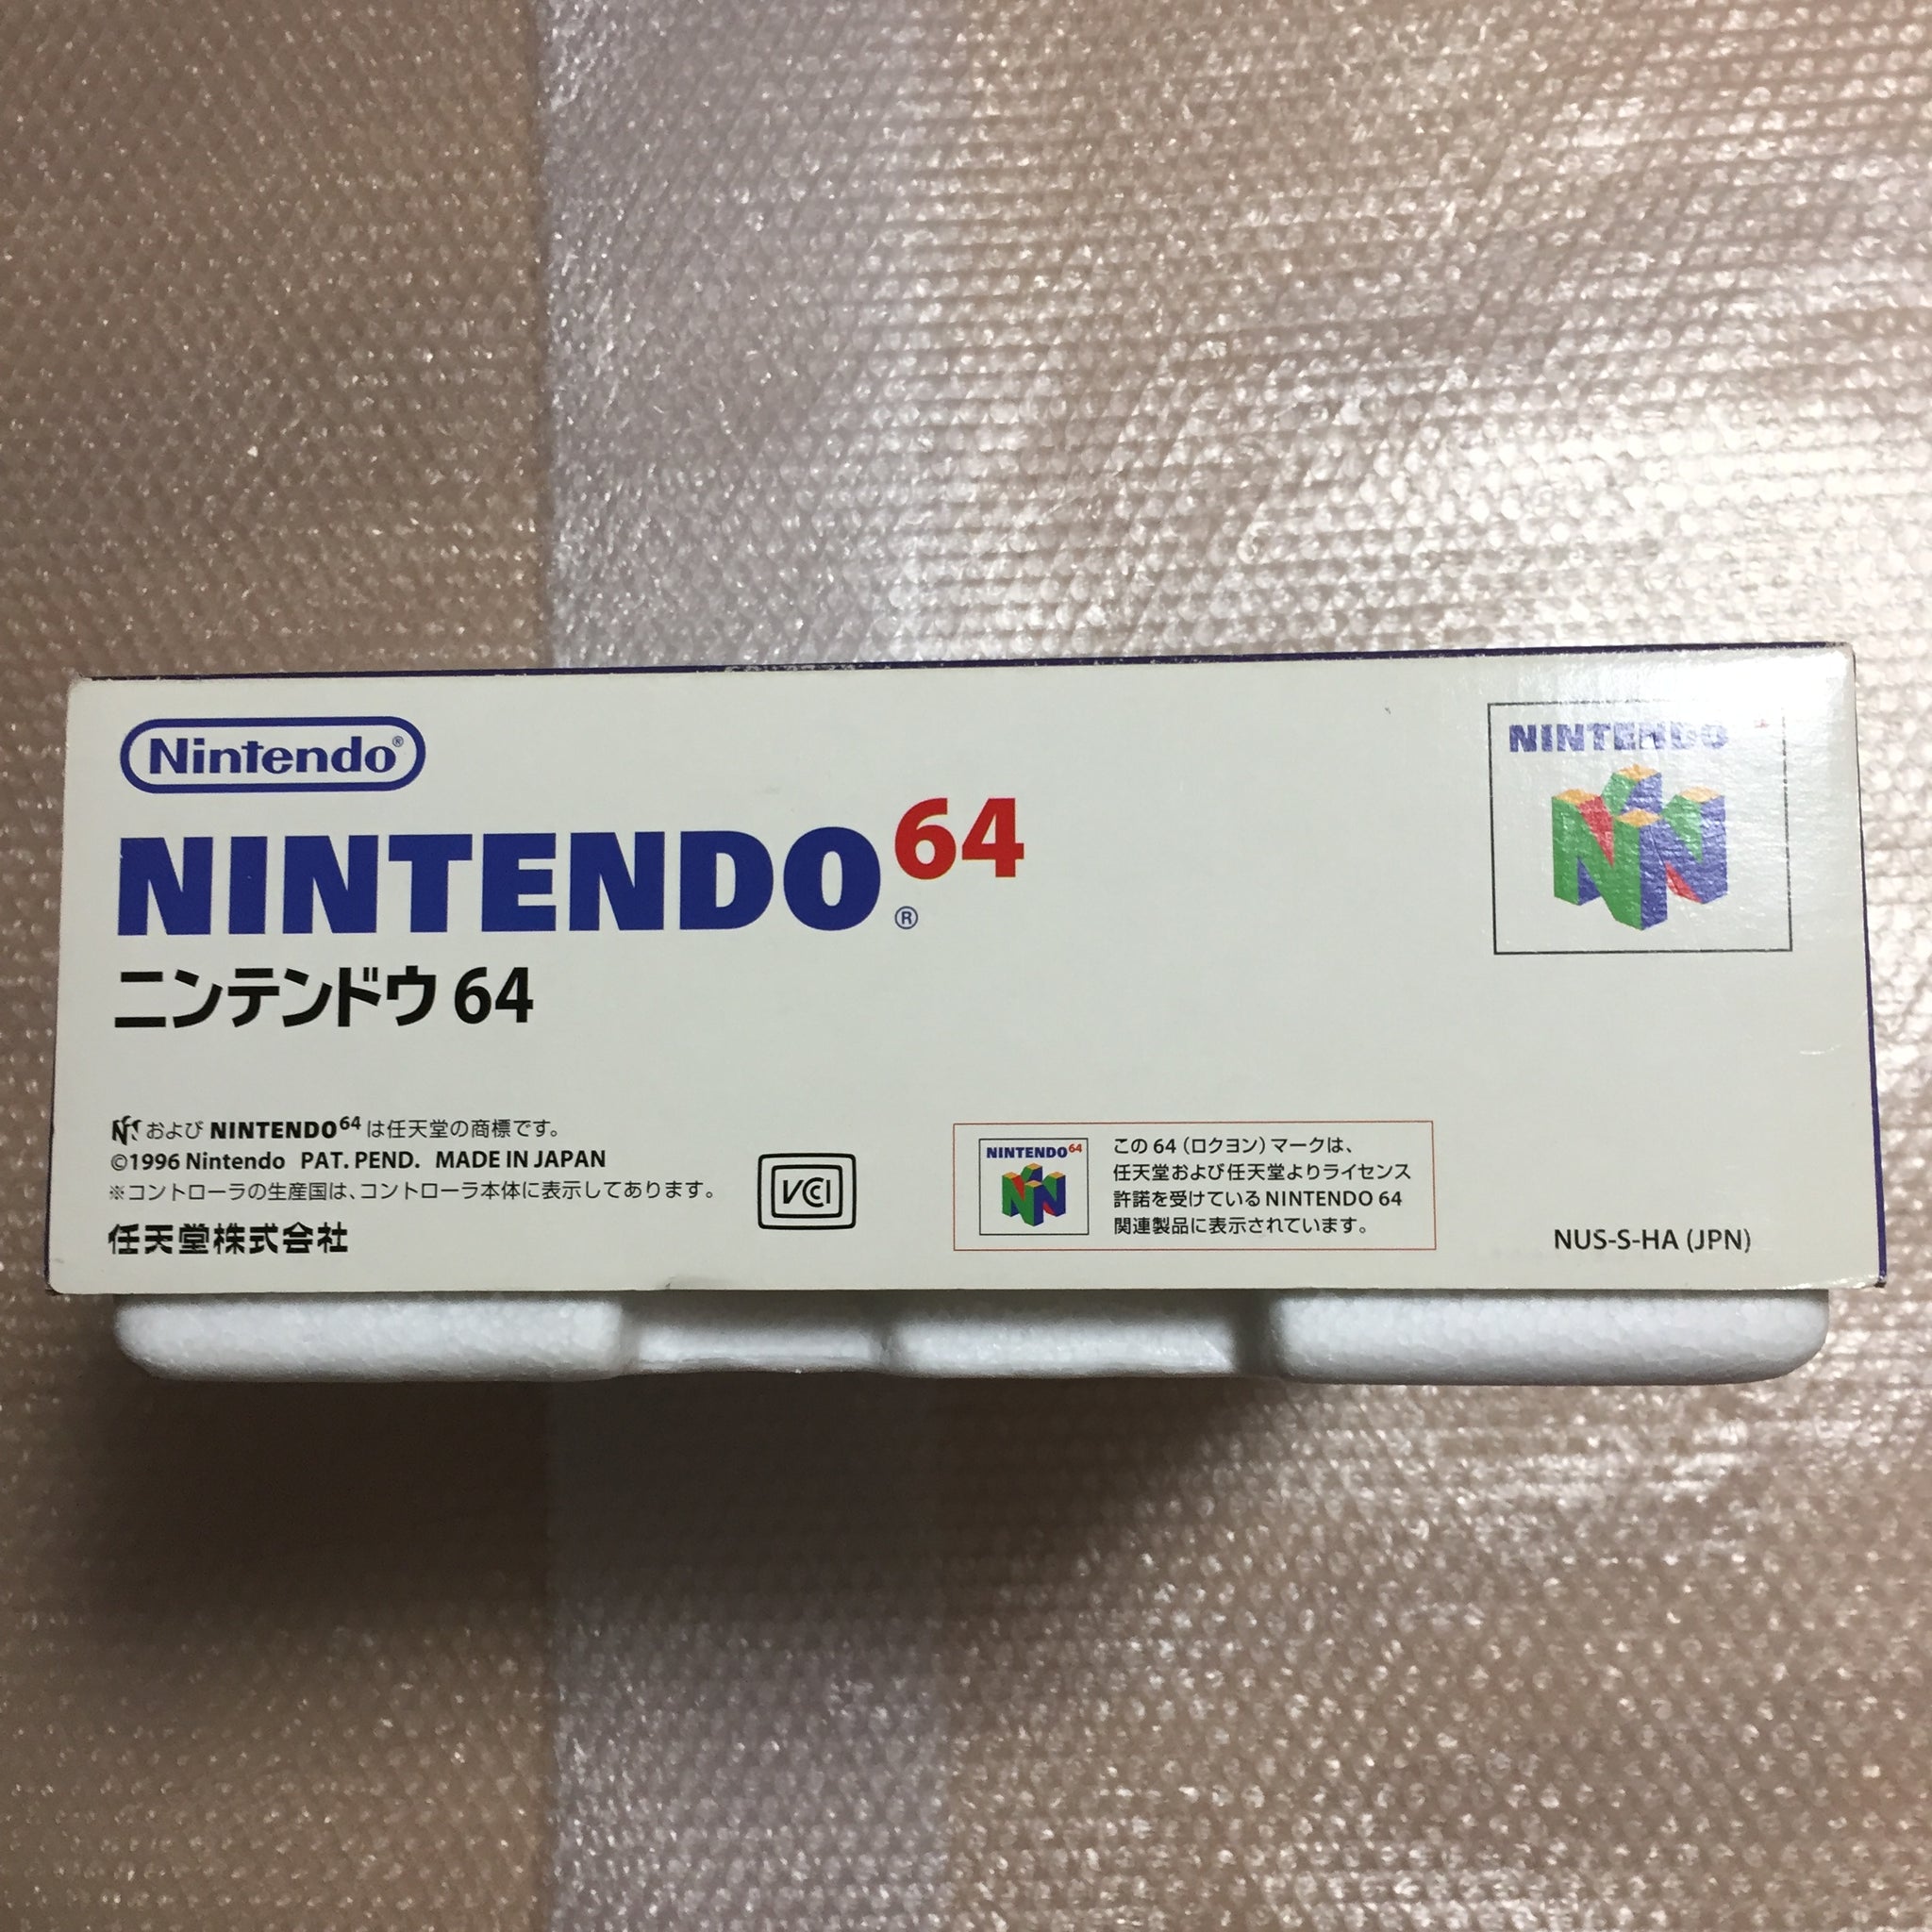 Nintendo®
NINTENDO64®
ニンテンドウ64
NINTENDO
および NINTENDO64 は任天堂の商標です。
©1996 Nintendo PAT. PEND. MADE IN JAPAN
※コントローラの生産国は、コントローラ本体に表示してあります。
任天堂株式会社
VCCI
NINTENDO64
この64（ロクヨン）マークは、
任天堂および任天堂よりライセンス
許諾を受けているNINTENDO 64
関連製品に表示されています。
NUS-S-HA (JPN)